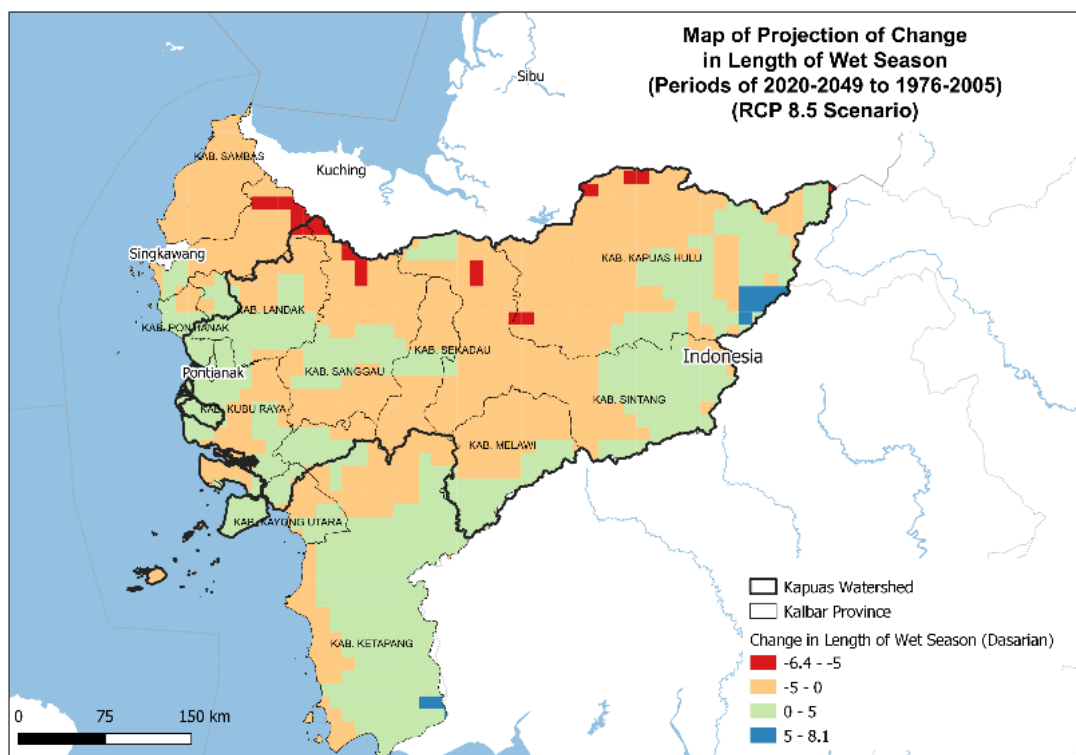 Map of Projection of Change
in Length of Wet Season
(Periods of 2020-2049 to 1976-2005)
(RCP 8.5 Scenario)
Sibu
KAB. SAMBAS
Kuching
Singkawang
KAB. KAPUAS HULU
KAB. LANDAK
KAB. PONTIANAK
KAB. SEKADAU
Indonesia
Pontianak
KAB. SANGGAU
KAB. SINTANG
KAB. KUBU RAYA
KAB. MELAWI
KAB. KAYONG UTARA
KAB. KETAPANG
Kapuas Watershed
Kalbar Province
Change in Length of Wet Season (Dasarian)
-6.4 - -5
-5 - 0
0 - 5
5 - 8.1
0 75 150 km